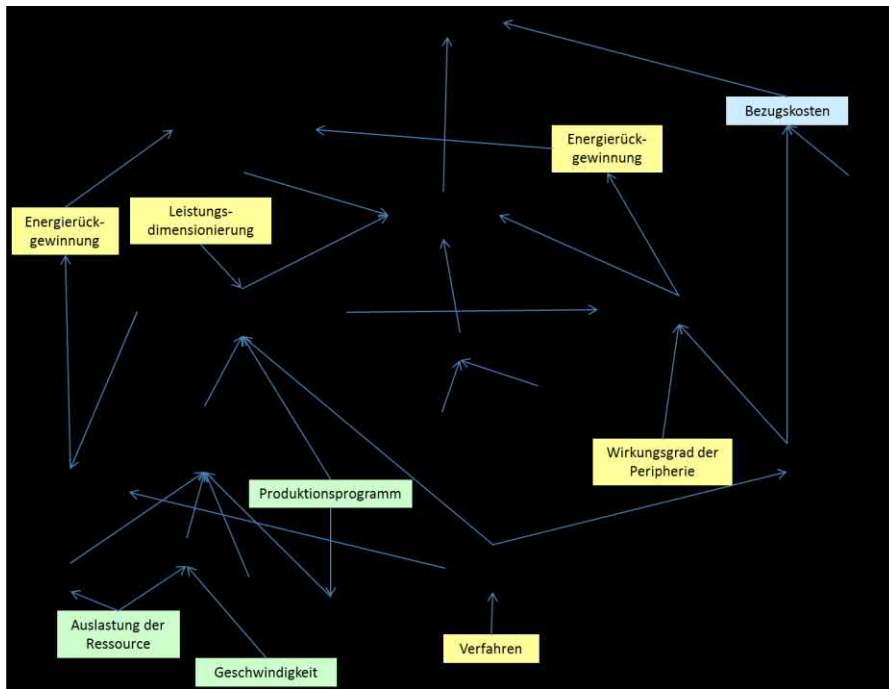 Bezugskosten
Energierück-
gewinnung
Leistungs-
dimensionierung
Energierück-
gewinnung
Wirkungsgrad der
Peripherie
Produktionsprogramm
Auslastung der
Ressource
Verfahren
Geschwindigkeit